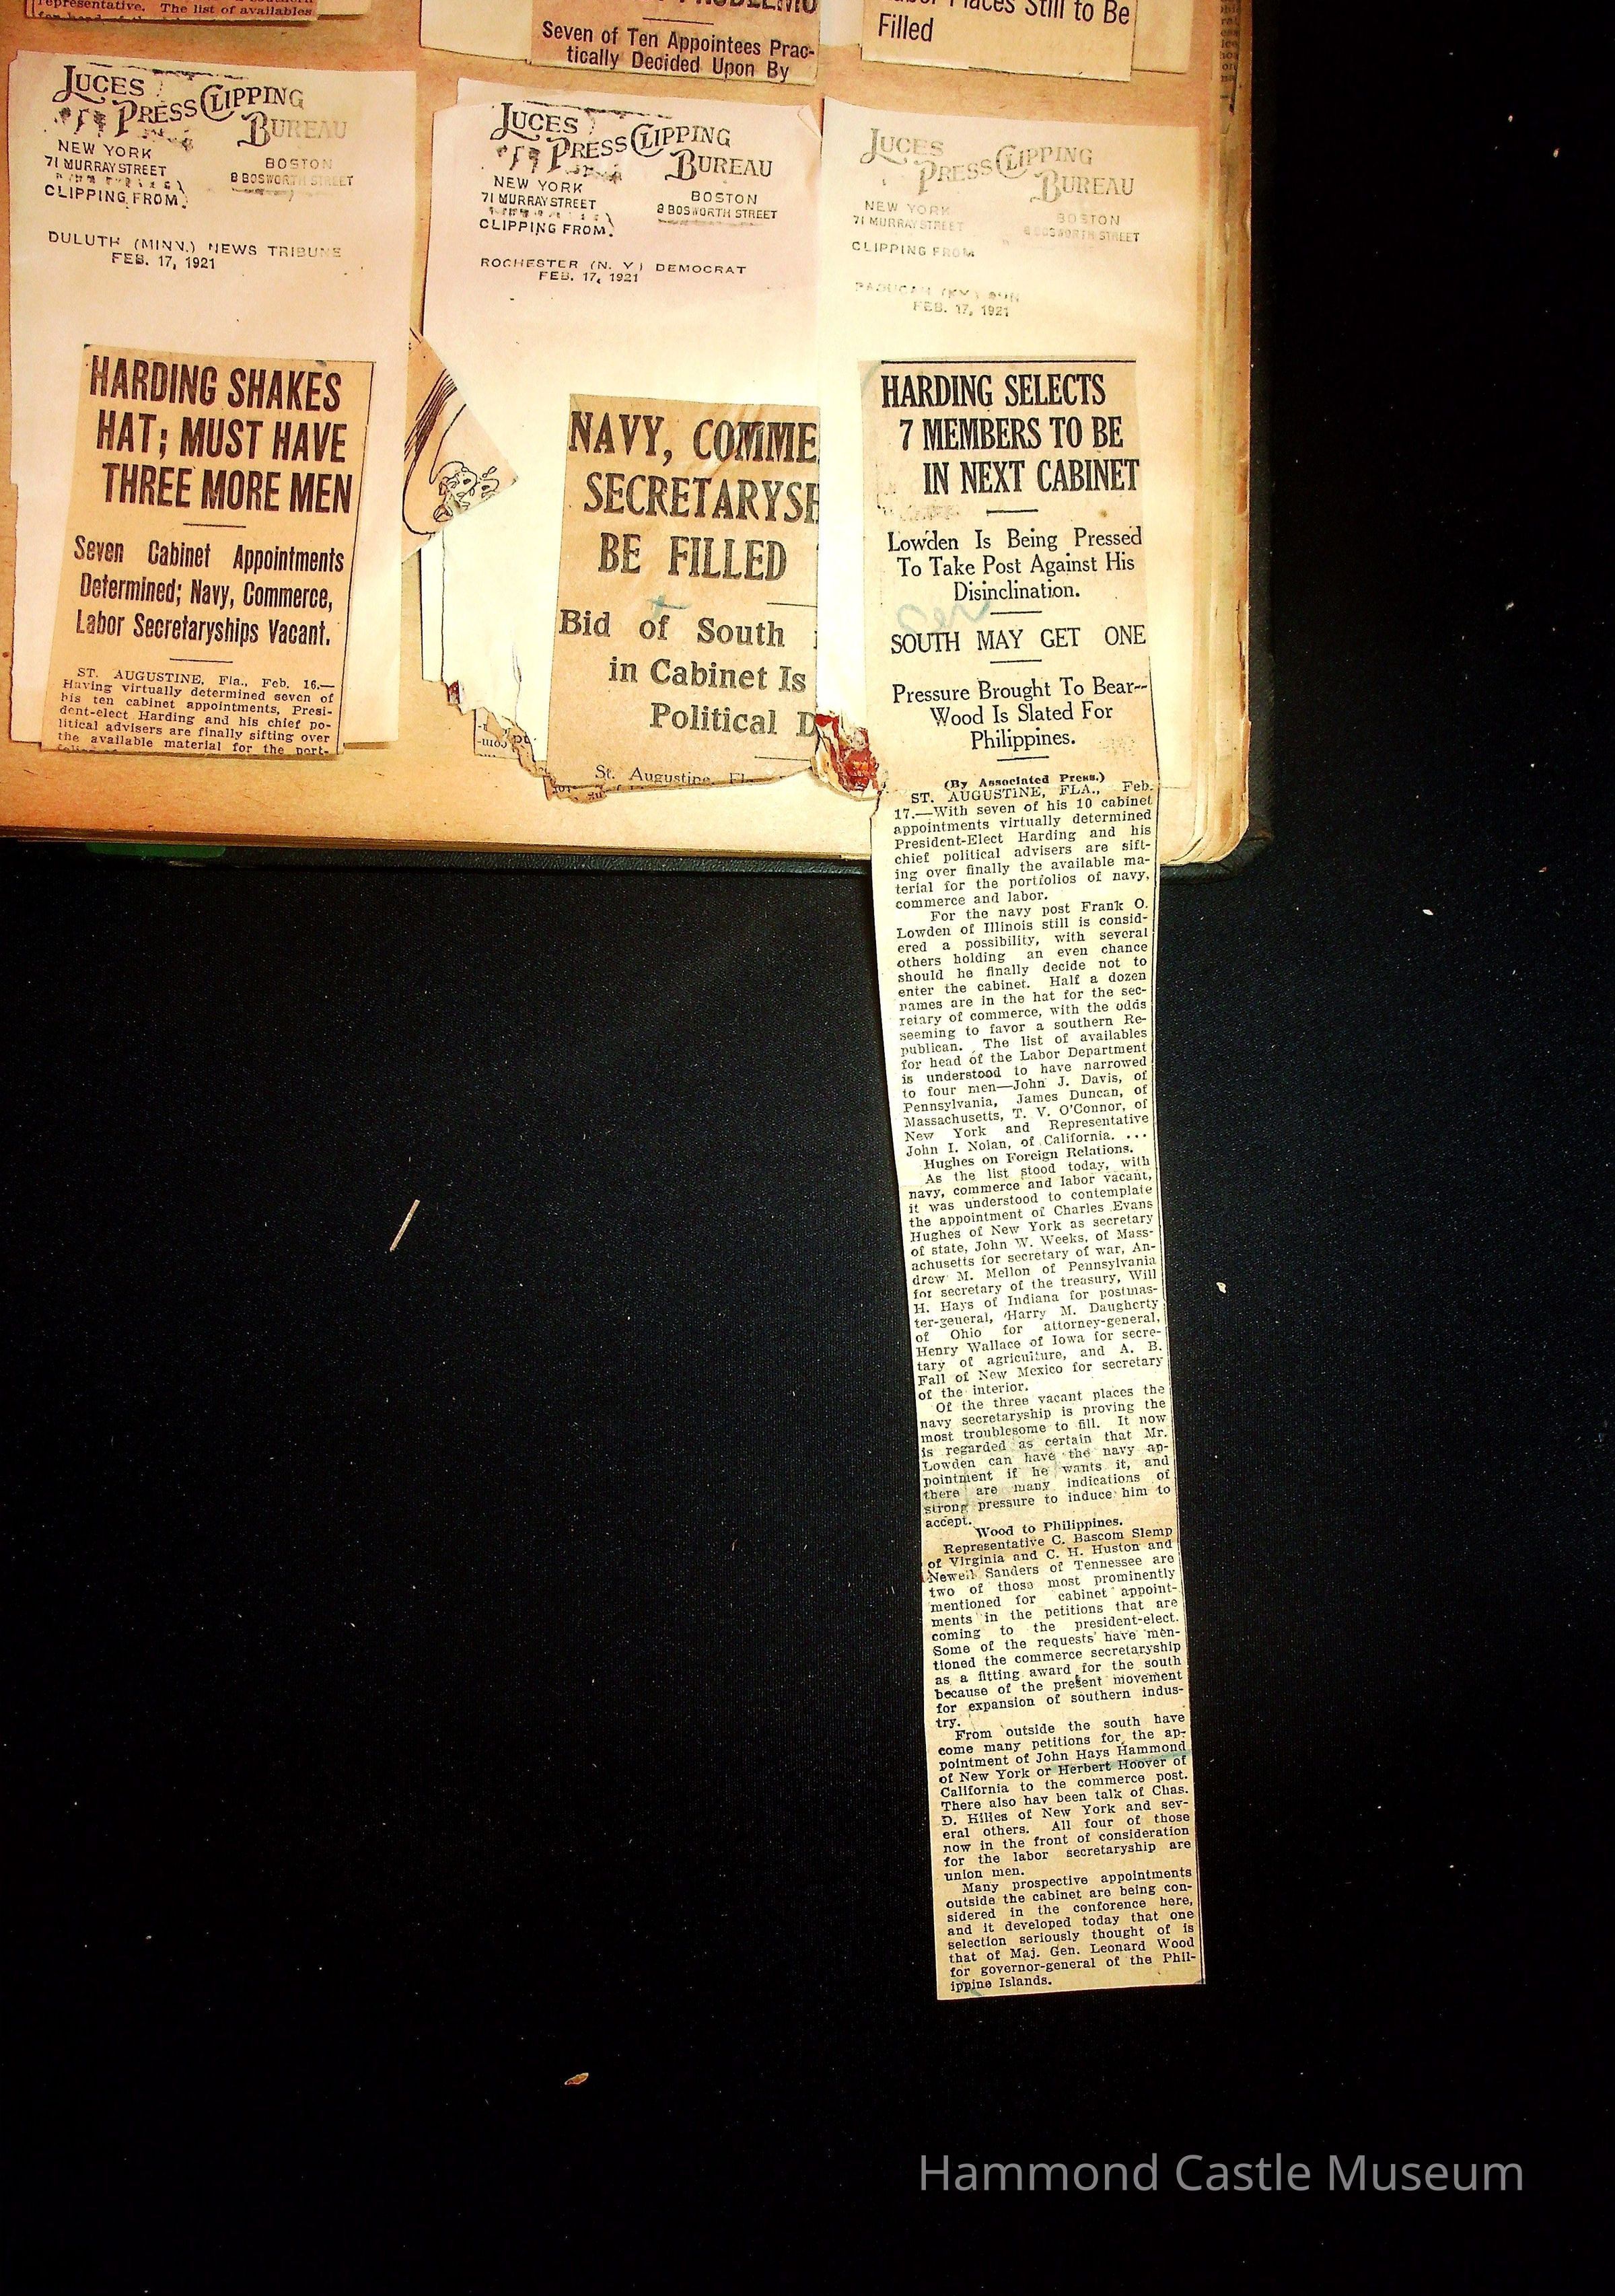 representative. The list of available
Seven of Ten Appointees Prac-
tically Decided Upon By
Places Still to Be
Filled
LUCES
PRESS CLIPPING
BUREAU
NEW YORK
71 MURRAY STREET
BOSTON
8 BOSWORTH STREET
CLIPPING FROM
DULUTH (MINN.) NEWS TRIBUNE
FEB. 17, 1921
HARDING SHAKES
HAT; MUST HAVE
THREE MORE MEN
Seven Cabinet Appointments
Determined; Navy, Commerce,
Labor Secretaryships Vacant.
ST. AUGUSTINE, Fla., Feb. 16.—
Having virtually determined seven of
his ten cabinet appointments, Presi-
dent-elect Harding and his chief po-
litical advisers are finally sifting over
the available material for the port-
LUCES
PRESS CLIPPING
BUREAU
NEW YORK
71 MURRAY STREET
BOSTON
8 BOSWORTH STREET
CLIPPING FROM
ROCHESTER (N. Y.) DEMOCRAT
FEB. 17, 1921
NAVY, COMME
SECRETARYSH
BE FILLED
Bid of South
in Cabinet Is
Political D
St. Augustine, Fl
LUCES
PRESS CLIPPING
BUREAU
NEW YORK
71 MURRAY STREET
BOSTON
8 BOSWORTH STREET
CLIPPING FROM
PADUCAH (KY.) SUN
FEB. 17, 1921
HARDING SELECTS
7 MEMBERS TO BE
IN NEXT CABINET
Lowden Is Being Pressed
To Take Post Against His
Disinclination.
SOUTH MAY GET ONE
Pressure Brought To Bear--
Wood Is Slated For
Philippines.
(By Associated Press.)
ST. AUGUSTINE, FLA., Feb.
17.—With seven of his 10 cabinet
appointments virtually determined
President-Elect Harding and his
chief political advisers are sift-
ing over finally the available ma-
terial for the portfolios of navy,
commerce and labor.
For the navy post Frank O.
Lowden of Illinois still is consid-
ered a possibility, with several
others holding an even chance
should he finally decide not to
enter the cabinet. Half a dozen
names are in the hat for the sec-
retary of commerce, with the odds
seeming to favor a southern Re-
publican. The list of availables
for head of the Labor Department
is understood to have narrowed
to four men—John J. Davis, of
Pennsylvania, James Duncan, of
Massachusetts, T. V. O'Connor, of
New York and Representative
John I. Nolan, of California. ...
Hughes on Foreign Relations.
As the list stood today, with
navy, commerce and labor vacant,
it was understood to contemplate
the appointment of Charles Evans
Hughes of New York as secretary
of state, John W. Weeks, of Mass-
achusetts for secretary of war, An-
drew M. Mellon of Pennsylvania
for secretary of the treasury, Will
H. Hays of Indiana for postmas-
ter-general, Harry M. Daugherty
of Ohio for attorney-general,
Henry Wallace of Iowa for secre-
tary of agriculture, and A. B.
Fall of New Mexico for secretary
of the interior.
Of the three vacant places the
navy secretaryship is proving the
most troublesome to fill. It now
is regarded as certain that Mr.
Lowden can have the navy ap-
pointment if he wants it, and
there are many indications of
strong pressure to induce him to
accept.
Wood to Philippines.
Representative C. Bascom Slemp
of Virginia and C. H. Huston and
Newell Sanders of Tennessee are
two of those most prominently
mentioned for cabinet appoint-
ments in the petitions that are
coming to the president-elect.
Some of the requests have men-
tioned the commerce secretaryship
as a fitting award for the south
because of the present movement
for expansion of southern indus-
try.
From outside the south have
come many petitions for the ap-
pointment of John Hays Hammond
of New York or Herbert Hoover of
California to the commerce post.
There also hav been talk of Chas.
D. Hilles of New York and sev-
eral others. All four of those
now in the front of consideration
for the labor secretaryship are
union men.
Many prospective appointments
outside the cabinet are being con-
sidered in the conference here,
and it developed today that one
selection seriously thought of is
that of Maj. Gen. Leonard Wood
for governor-general of the Phil-
ippine Islands.
Hammond Castle Museum